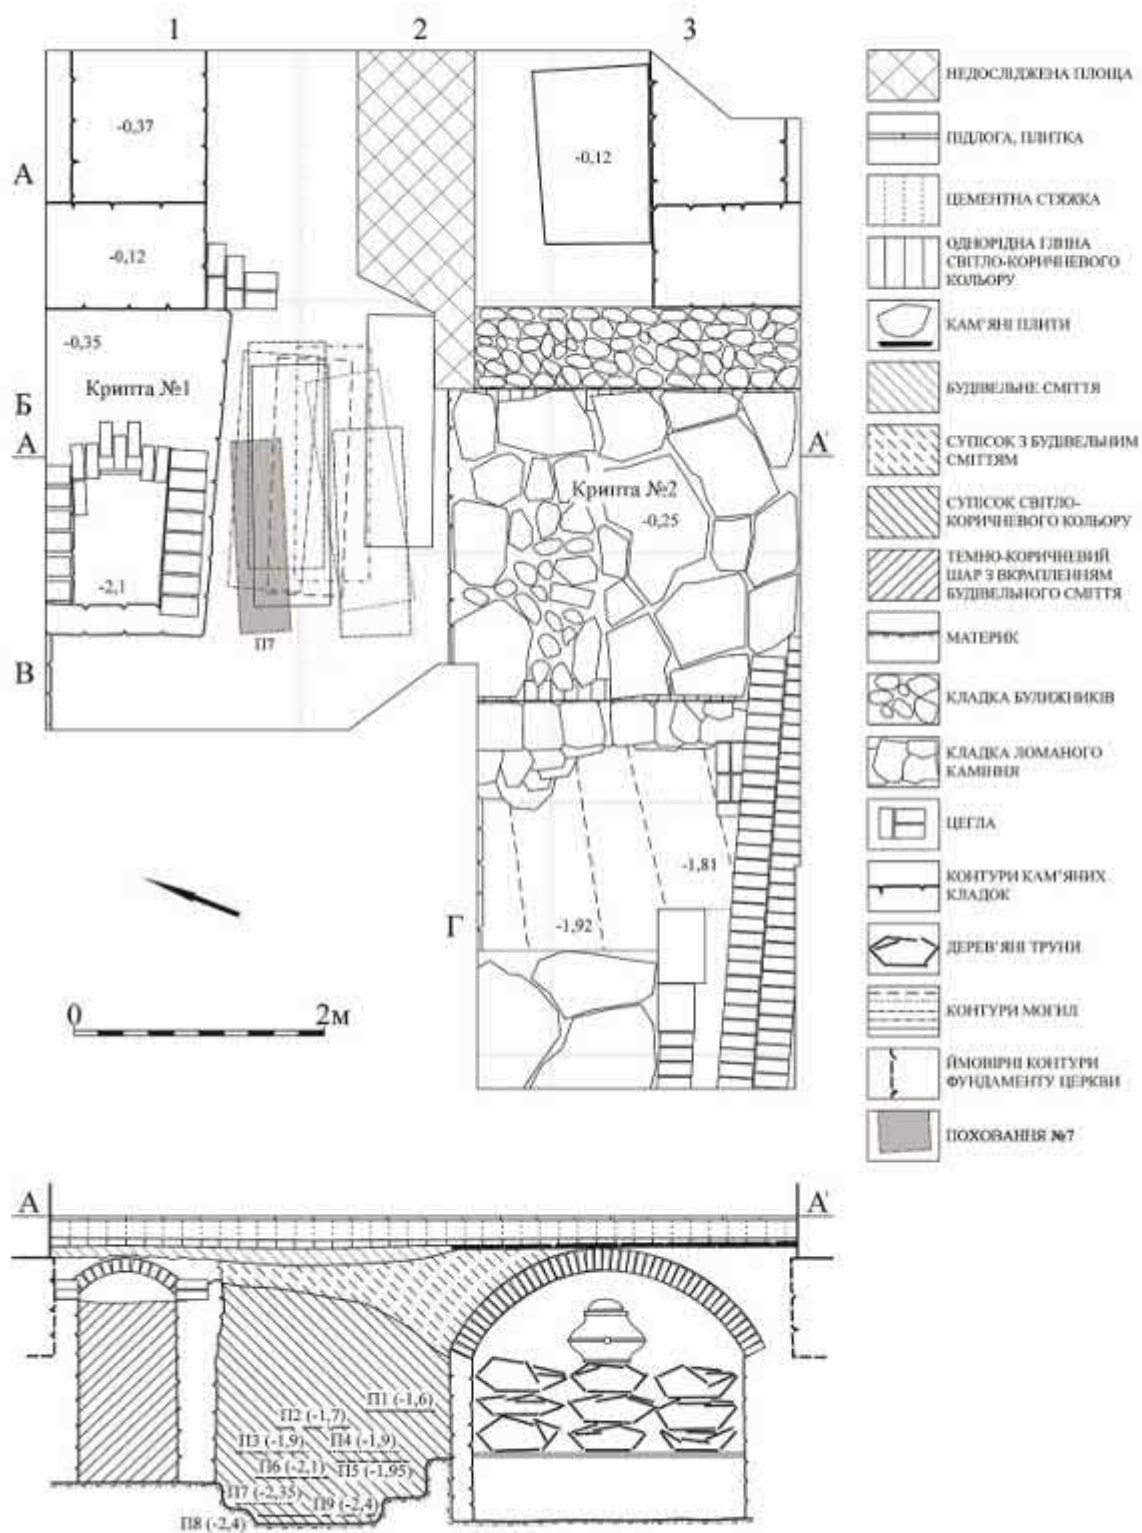 1
2
3
-0,37
-0,12
А
-0,12
-0,35
Крипта №1
Б
А
А'
Крипта №2
-0,25
-2,1
П7
В
-1,81
Г
-1,92
0
2м
НЕДОСЛІДЖЕНА ПЛОЩА
ПІДЛОГА, ПЛИТКА
ЦЕМЕНТНА СТЯЖКА
ОДНОРІДНА ГЛИНА
СВІТЛО-КОРИЧНЕВОГО
КОЛЬОРУ
КАМ'ЯНІ ПЛИТИ
БУДІВЕЛЬНЕ СМІТТЯ
СУПІСОК З БУДІВЕЛЬНИМ
СМІТТЯМ
СУПІСОК СВІТЛО-
КОРИЧНЕВОГО КОЛЬОРУ
ТЕМНО-КОРИЧНЕВИЙ
ШАР З ВКРАПЛЕННЯМ
БУДІВЕЛЬНОГО СМІТТЯ
МАТЕРИК
КЛАДКА БУЛИЖНИКІВ
КЛАДКА ЛОМАНОГО
КАМІННЯ
ЦЕГЛА
КОНТУРИ КАМ'ЯНИХ
КЛАДОК
ДЕРЕВ'ЯНІ ТРУНИ
КОНТУРИ МОГИЛ
ЙМОВІРНІ КОНТУРИ
ФУНДАМЕНТУ ЦЕРКВИ
ПОХОВАННЯ №7
А
А'
П1 (-1,6)
П2 (-1,7)
П3 (-1,9)
П4 (-1,9)
П6 (-2,1)
П5 (-1,95)
П7 (-2,35)
П9 (-2,4)
П8 (-2,4)